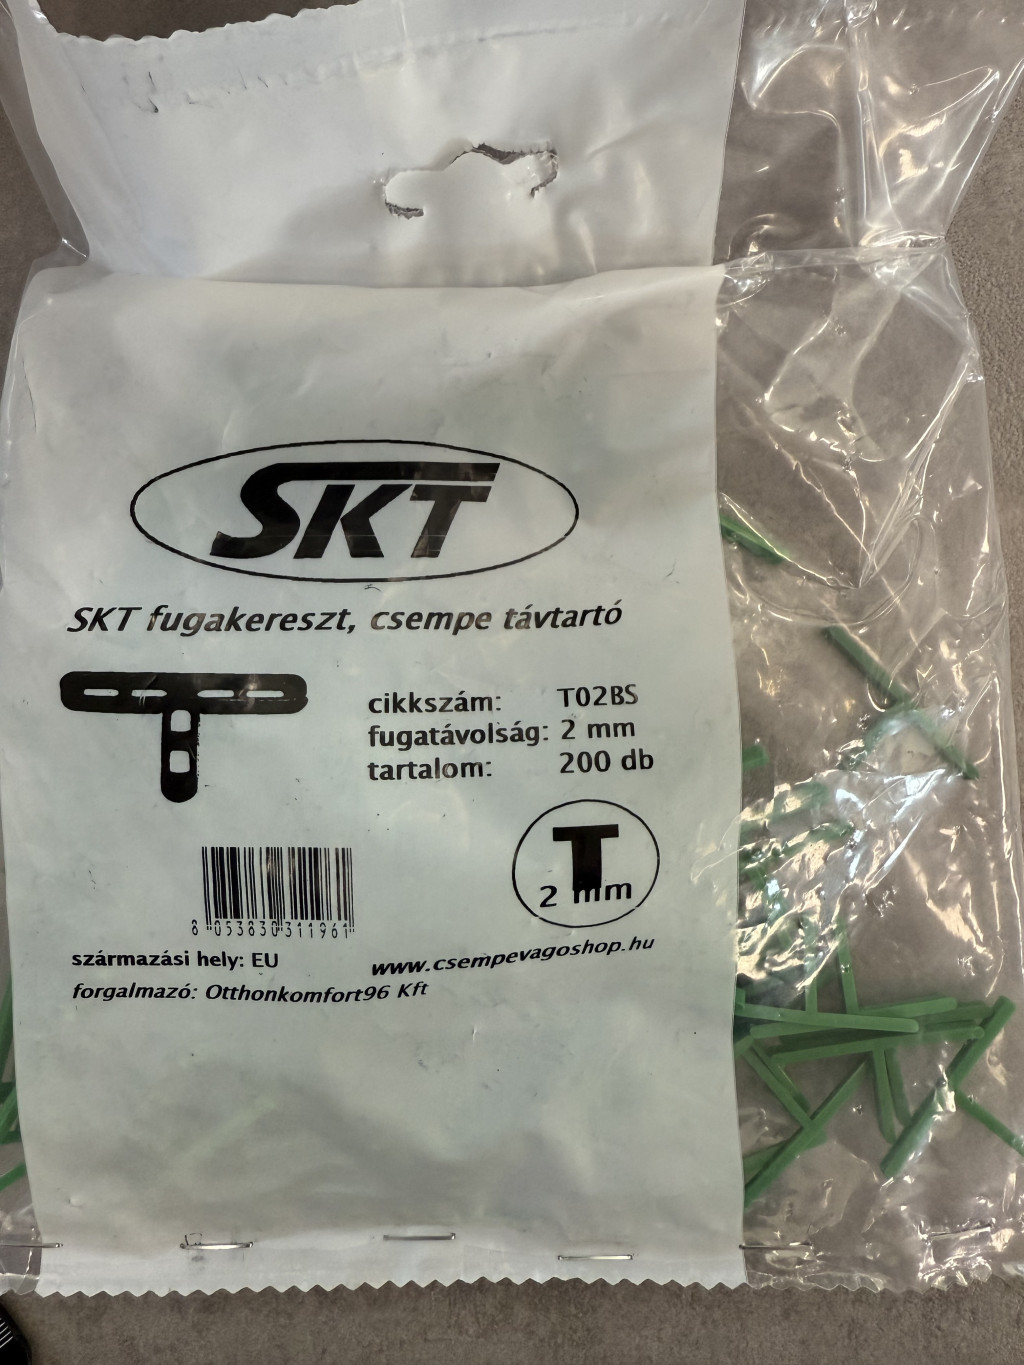 SKT
SKT fugakereszt, csempe távtartó
cikkszám: T02BS
fugatávolság: 2 mm
tartalom: 200 db
T
2 mm
8 053830 311961
származási hely: EU
www.csempevagoshop.hu
forgalmazó: Otthonkomfort96 Kft